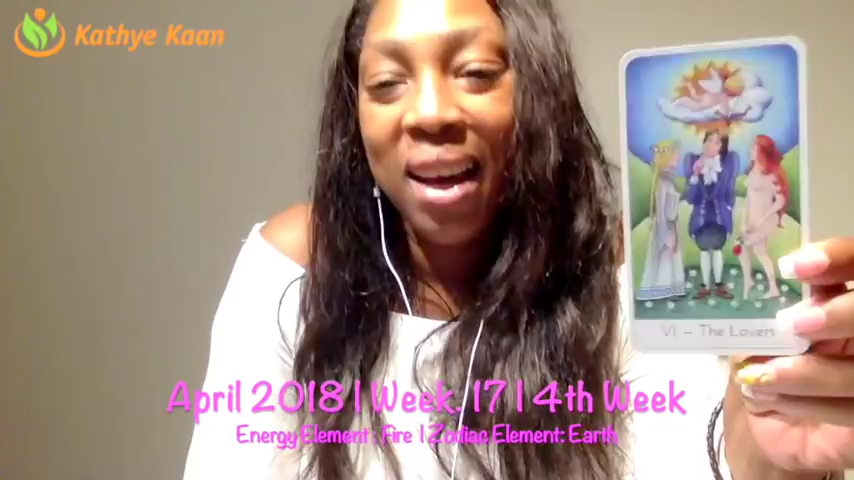 Kathye Kaan
VI - The Lovers
April 2018 | Week. 17 | 4th Week
Energy Element : Fire | Zodiac Element: Earth